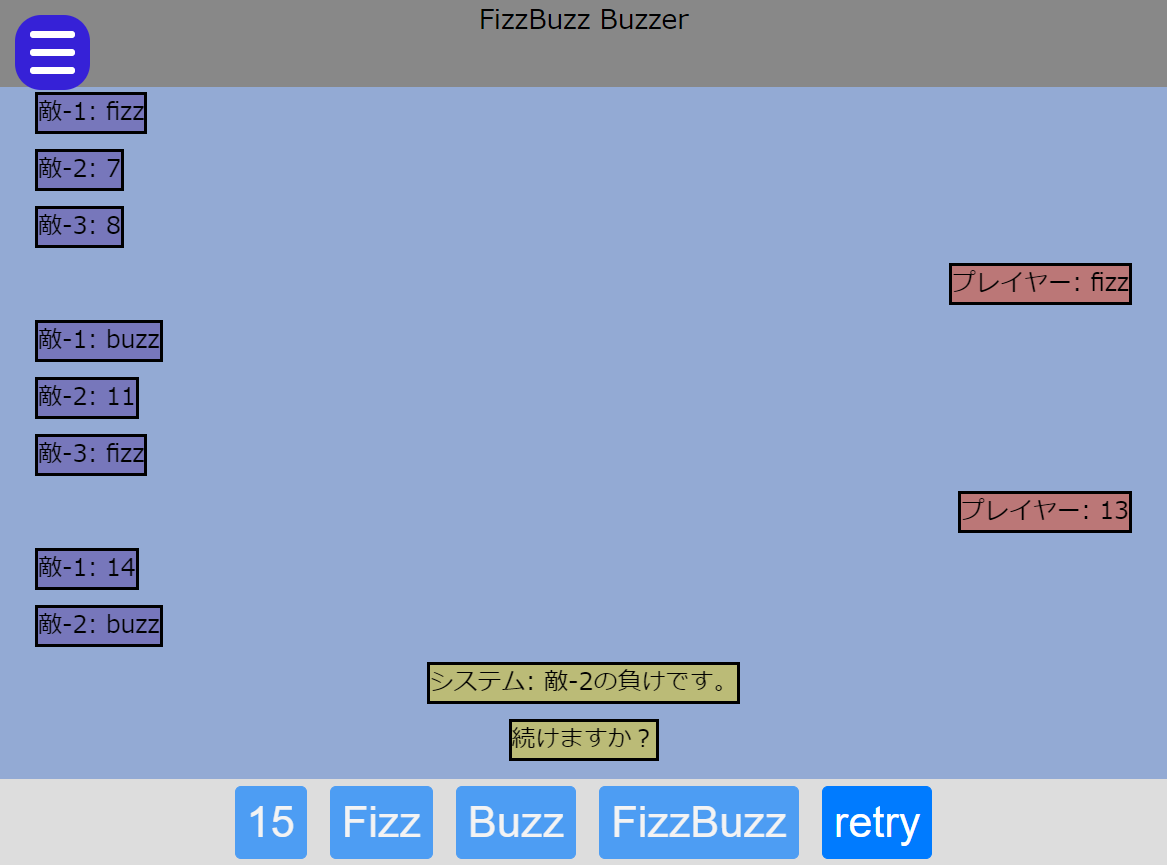 FizzBuzz Buzzer
敵-1: fizz
敵-2: 7
敵-3: 8
プレイヤー: fizz
敵-1: buzz
敵-2: 11
敵-3: fizz
プレイヤー: 13
敵-1: 14
敵-2: buzz
システム: 敵-2の負けです。
続けますか？
15 Fizz Buzz FizzBuzz retry